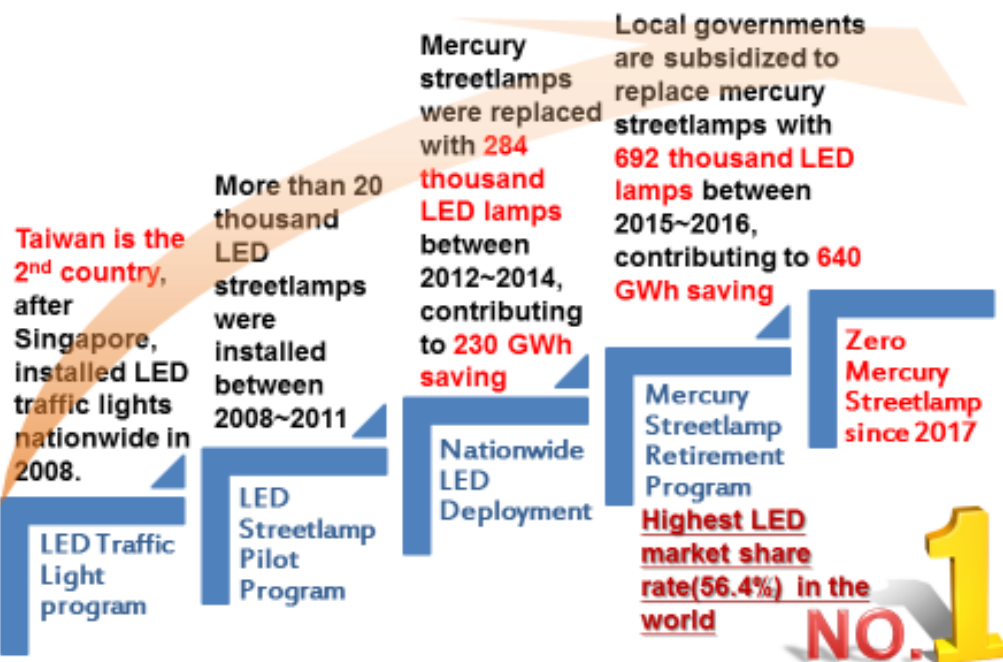 Taiwan is the
2nd country,
after
Singapore,
installed LED
traffic lights
nationwide in
2008.
LED Traffic
Light
program
More than 20
thousand
LED
streetlamps
were
installed
between
2008~2011
LED
Streetlamp
Pilot
Program
Mercury
streetlamps
were replaced
with 284
thousand
LED lamps
between
2012~2014,
contributing
to 230 GWh
saving
Nationwide
LED
Deployment
Local governments
are subsidized to
replace mercury
streetlamps with
692 thousand LED
lamps between
2015~2016,
contributing to 640
GWh saving
Mercury
Streetlamp
Retirement
Program
Highest LED
market share
rate(56.4%) in the
world
Zero
Mercury
Streetlamp
since 2017
NO.1